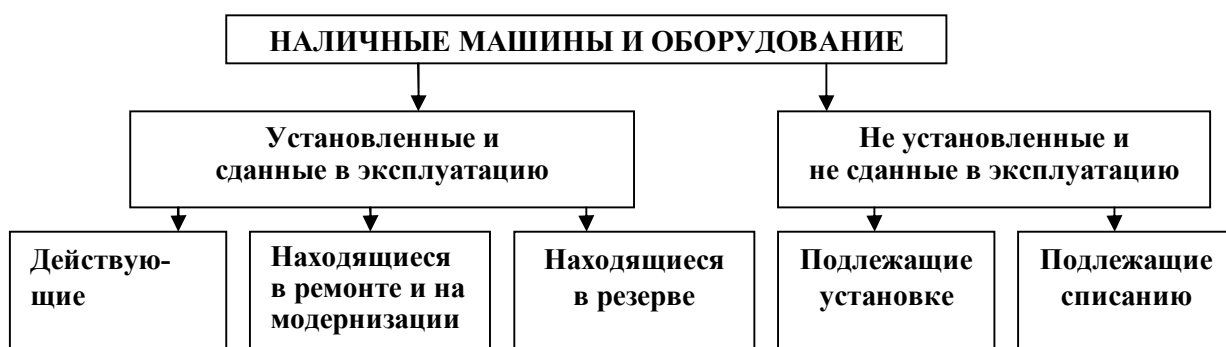 НАЛИЧНЫЕ МАШИНЫ И ОБОРУДОВАНИЕ
Установленные и
сданные в эксплуатацию
Не установленные и
не сданные в эксплуатацию
Действую-
щие
Находящиеся
в ремонте и на
модернизации
Находящиеся
в резерве
Подлежащие
установке
Подлежащие
списанию